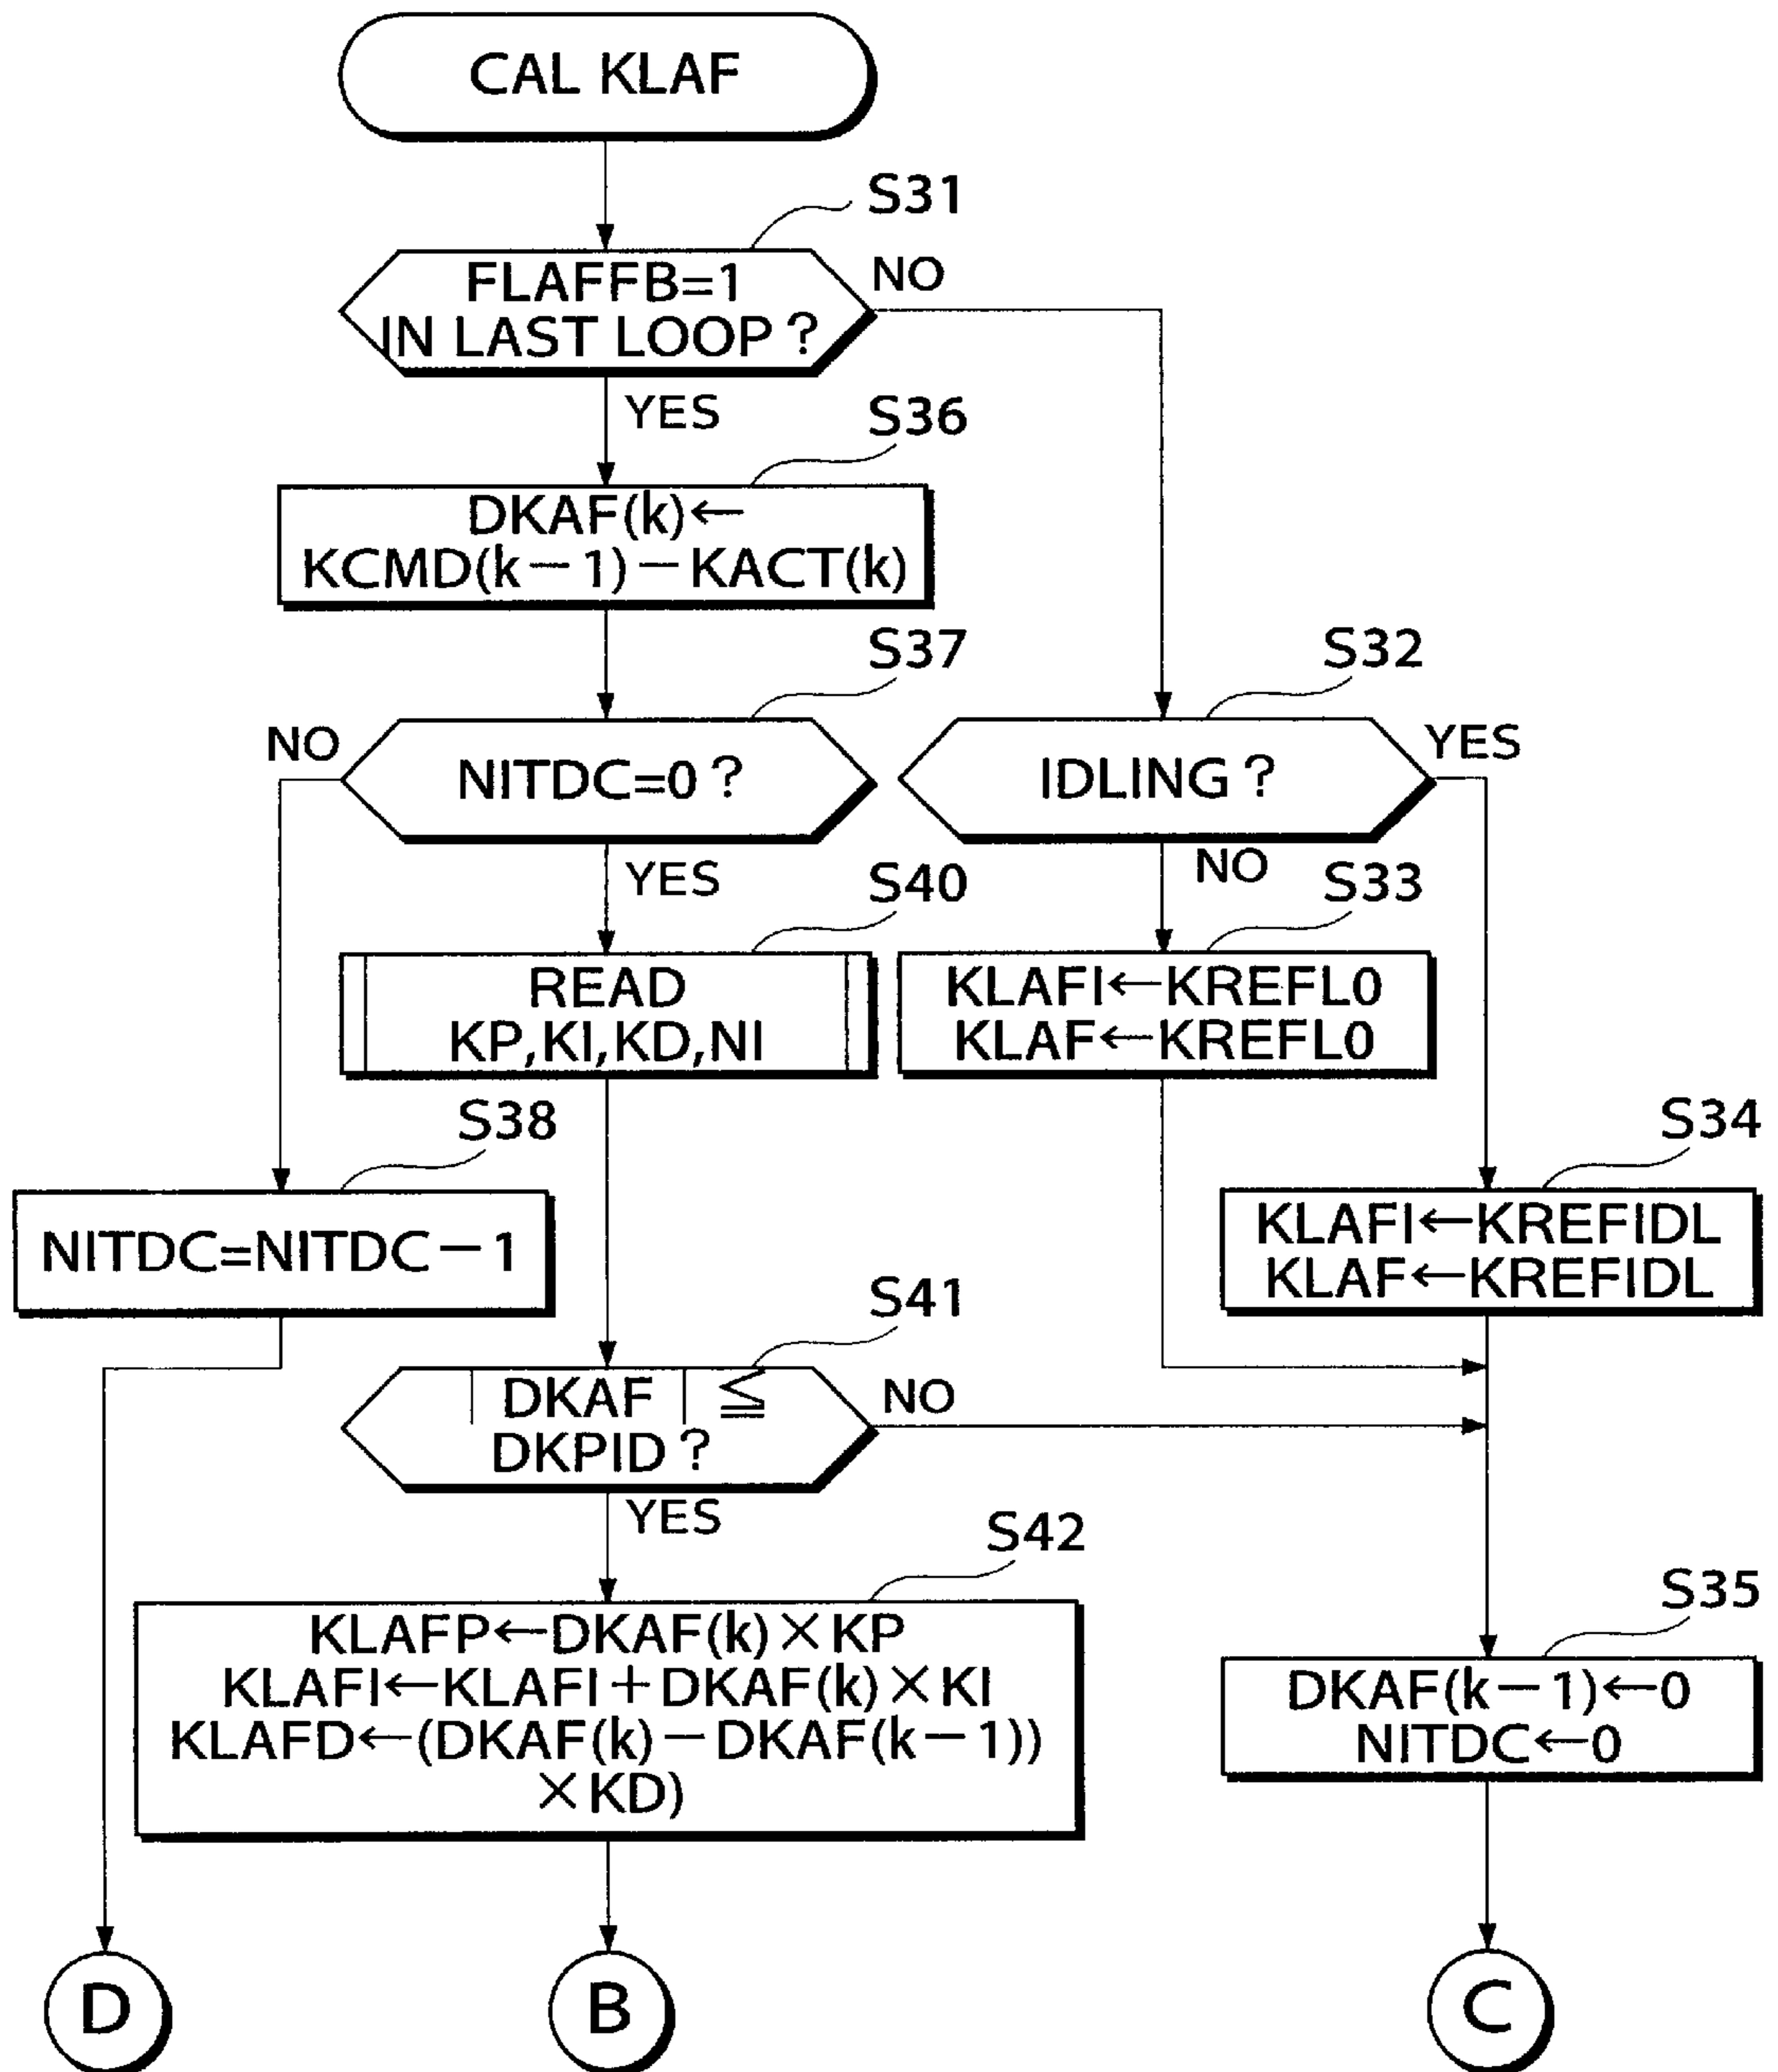 CAL KLAF
S31
FLAFFB=1
IN LAST LOOP?
NO
YES
S36
DKAF(k)←
KCMD(k−1)−KACT(k)
S37
S32
NO
NITDC=0?
IDLING?
YES
YES
S40
NO
S33
READ
KP,KI,KD,NI
KLAFI←KREFL0
KLAF←KREFL0
S38
S34
NITDC=NITDC−1
KLAFI←KREFIDL
KLAF←KREFIDL
S41
|DKAF| ≦
DKPID?
NO
YES
S42
KLAFP←DKAF(k)×KP
KLAFI←KLAFI+DKAF(k)×KI
KLAFD←(DKAF(k)−DKAF(k−1))
×KD)
S35
DKAF(k−1)←0
NITDC←0
D
B
C